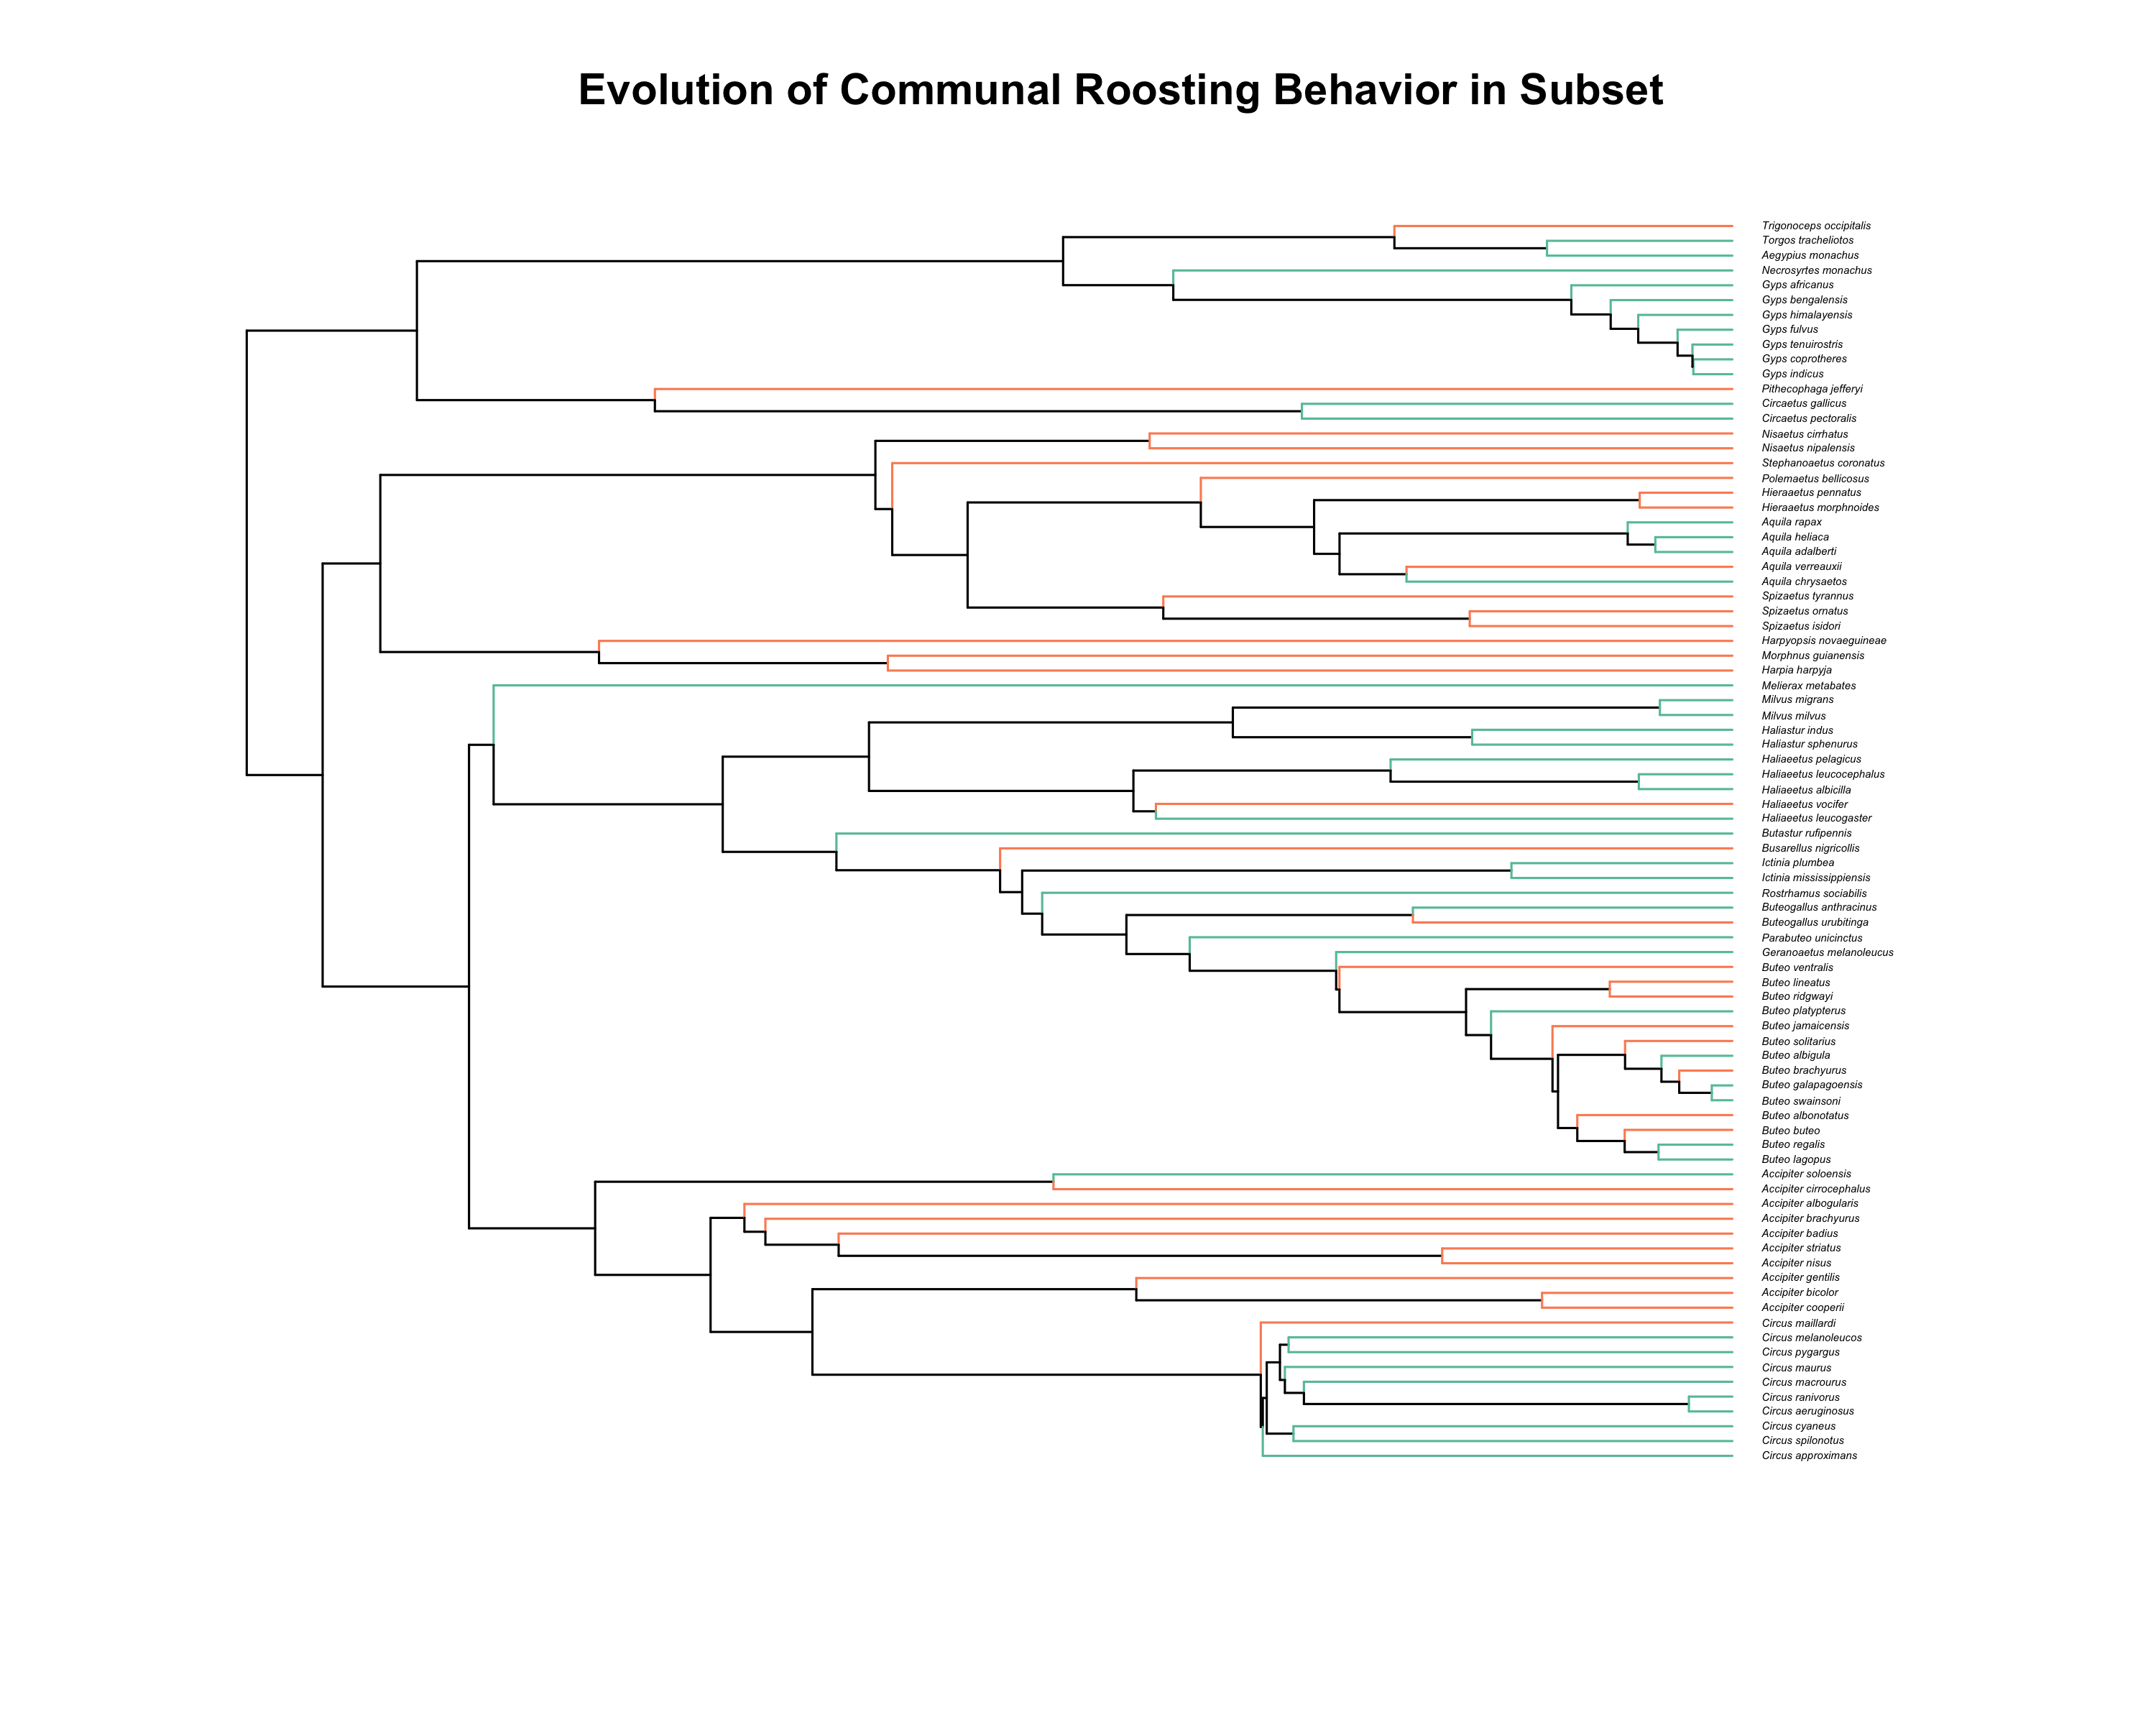 Evolution of Communal Roosting Behavior in Subset
Trigonoceps occipitalis
Torgos tracheliotos
Aegypius monachus
Necrosyrtes monachus
Gyps africanus
Gyps bengalensis
Gyps himalayensis
Gyps fulvus
Gyps tenuirostris
Gyps coprotheres
Gyps indicus
Pithecophaga jefferyi
Circaetus gallicus
Circaetus pectoralis
Nisaetus cirrhatus
Nisaetus nipalensis
Stephanoaetus coronatus
Polemaetus bellicosus
Hieraaetus pennatus
Hieraaetus morphnoides
Aquila rapax
Aquila heliaca
Aquila adalberti
Aquila verreauxii
Aquila chrysaetos
Spizaetus tyrannus
Spizaetus ornatus
Spizaetus isidori
Harpyopsis novaeguineae
Morphnus guianensis
Harpia harpyja
Melierax metabates
Milvus migrans
Milvus milvus
Haliastur indus
Haliastur sphenurus
Haliaeetus pelagicus
Haliaeetus leucocephalus
Haliaeetus albicilla
Haliaeetus vocifer
Haliaeetus leucogaster
Butastur rufipennis
Busarellus nigricollis
Ictinia plumbea
Ictinia mississippiensis
Rostrhamus sociabilis
Buteogallus anthracinus
Buteogallus urubitinga
Parabuteo unicinctus
Geranoaetus melanoleucus
Buteo ventralis
Buteo lineatus
Buteo ridgwayi
Buteo platypterus
Buteo jamaicensis
Buteo solitarius
Buteo albigula
Buteo brachyurus
Buteo galapagoensis
Buteo swainsoni
Buteo albonotatus
Buteo buteo
Buteo regalis
Buteo lagopus
Accipiter soloensis
Accipiter cirrocephalus
Accipiter albogularis
Accipiter brachyurus
Accipiter badius
Accipiter striatus
Accipiter nisus
Accipiter gentilis
Accipiter bicolor
Accipiter cooperii
Circus maillardi
Circus melanoleucos
Circus pygargus
Circus maurus
Circus macrourus
Circus ranivorus
Circus aeruginosus
Circus cyaneus
Circus spilonotus
Circus approximans